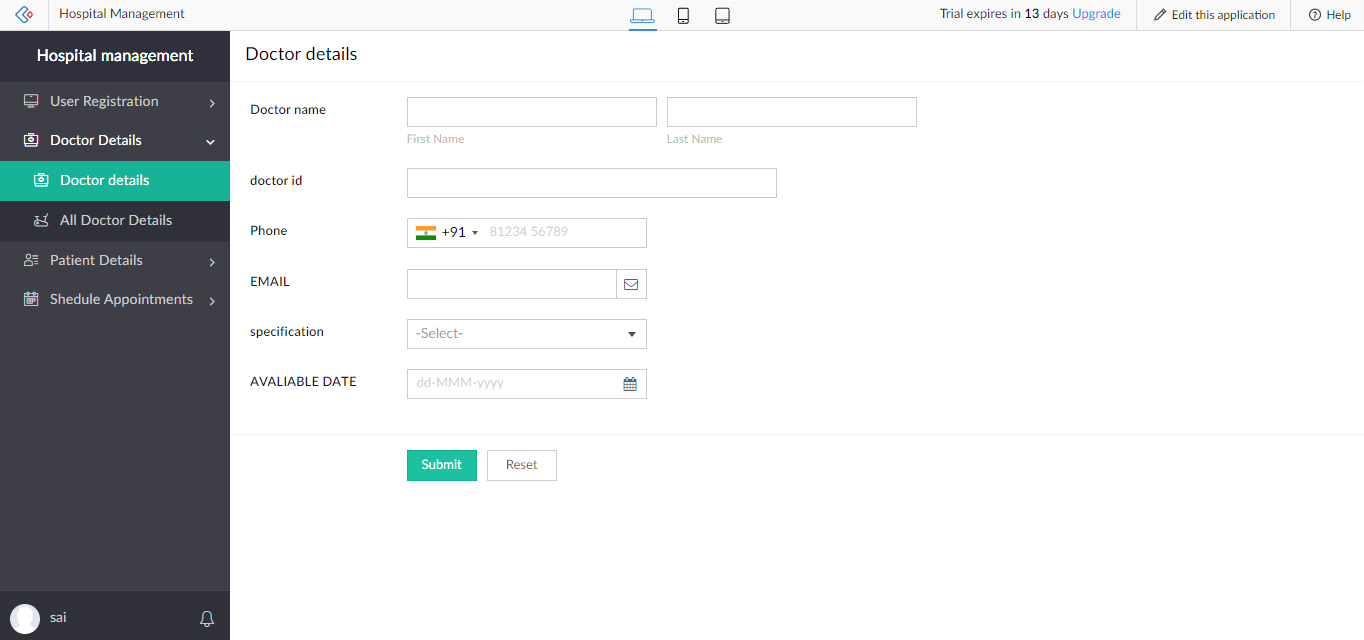 Hospital Management
Trial expires in 13 days Upgrade
Edit this application
Help
Hospital management
User Registration
Doctor Details
Doctor details
All Doctor Details
Patient Details
Shedule Appointments
sai
Doctor details
Doctor name
First Name
Last Name
doctor id
Phone
+91 81234 56789
EMAIL
specification
-Select-
AVALIABLE DATE
dd-MMM-yyyy
Submit
Reset